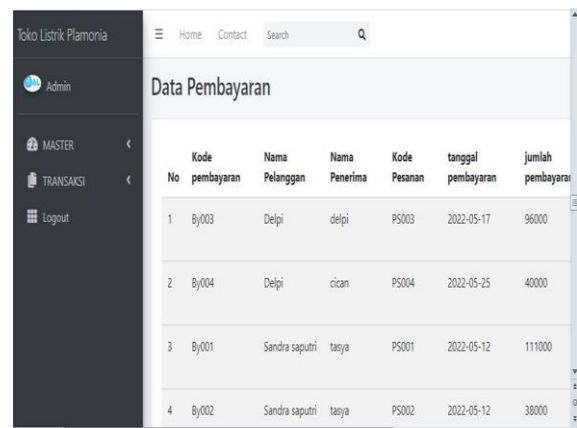 Toko Listrik Plamonia
Home Contact Search
Admin
Data Pembayaran
MASTER
TRANSAKSI
Logout
No Kode pembayaran Nama Pelanggan Nama Penerima Kode Pesanan tanggal pembayaran jumlah
1 By003 Delpi delpi PS003 2022-05-17 96000
2 By004 Delpi cican PS004 2022-05-25 40000
3 By001 Sandra saputri tasya PS001 2022-05-12 111000
4 By002 Sandra saputri tasya PS002 2022-05-12 38000